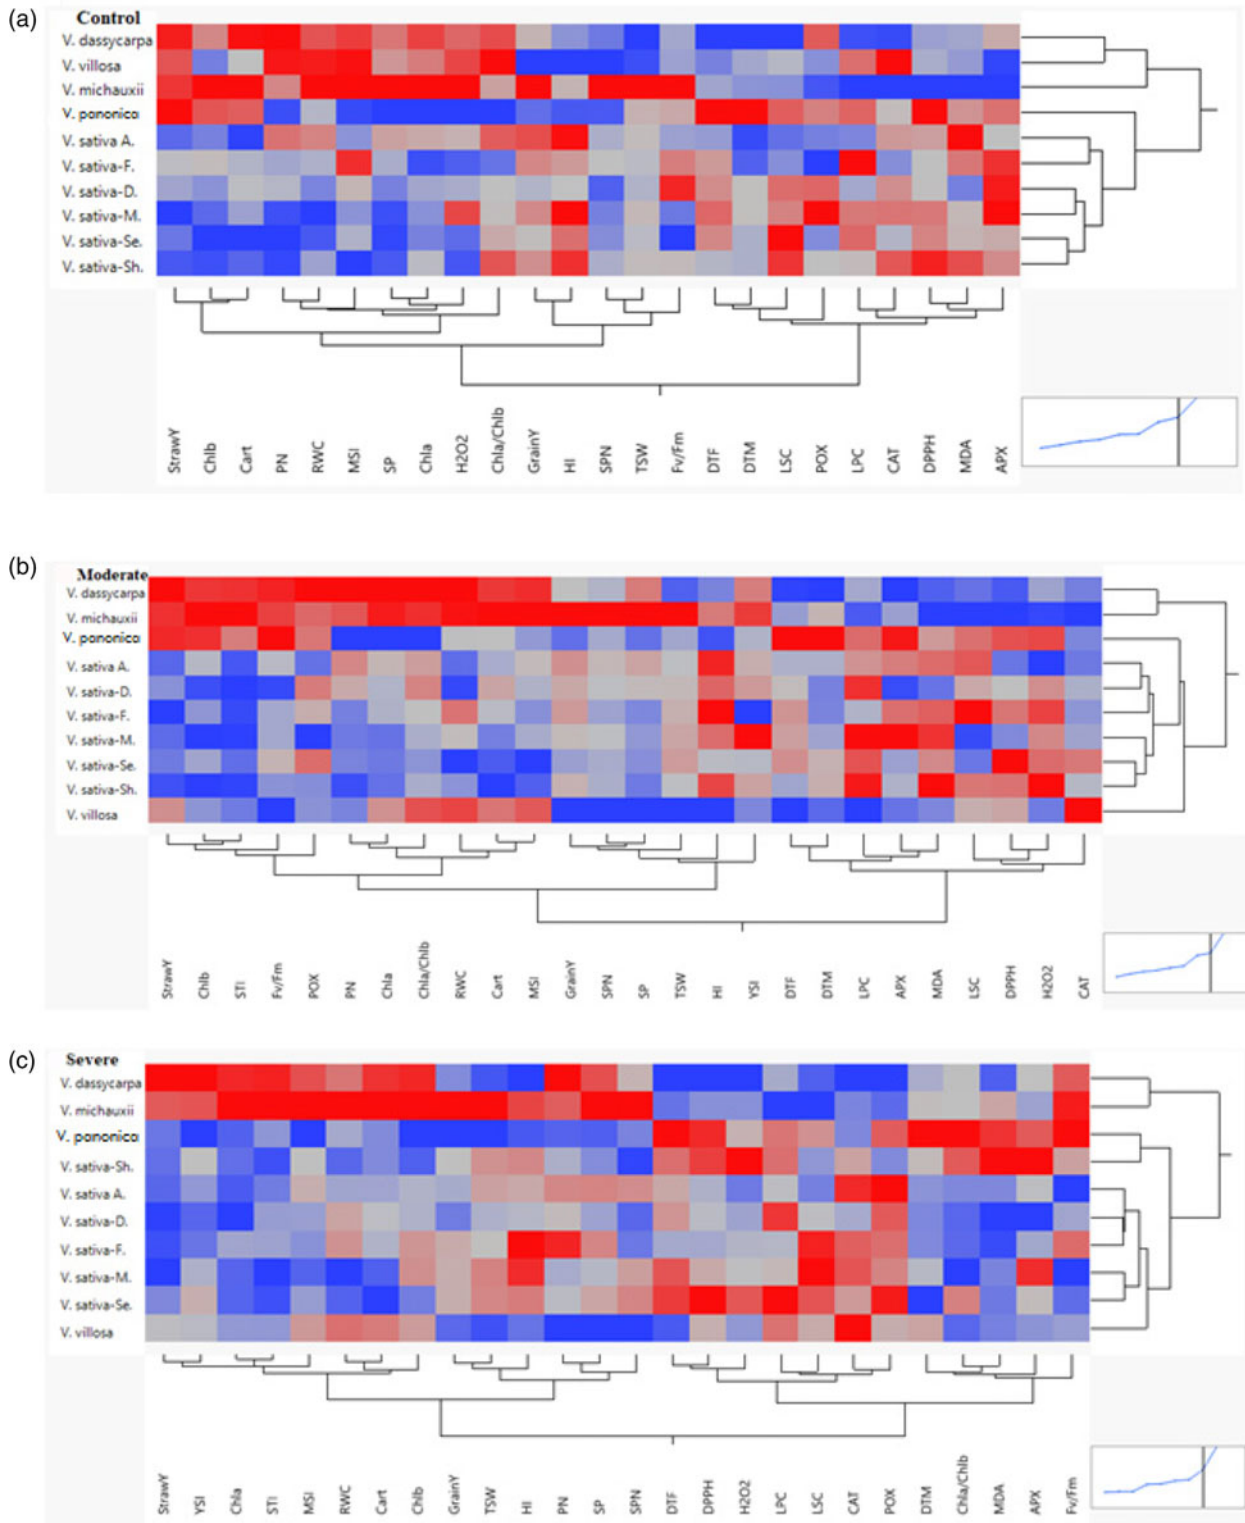 (a)
Control
V. dassycarpa
V. villosa
V. michauxii
V. panonica
V. sativa A.
V. sativa-F.
V. sativa-D.
V. sativa-M.
V. sativa-Se.
V. sativa-Sh.
StrawY Chlb Cart PN RWC MSI SP Chla H2O2 Chla/Chlb GrainY HI SPN TSW Fv/Fm DTF DTM LSC POX LPC CAT DPPH MDA APX
(b)
Moderate
V. dassycarpa
V. michauxii
V. panonica
V. sativa A.
V. sativa-D.
V. sativa-F.
V. sativa-M.
V. sativa-Se.
V. sativa-Sh.
V. villosa
StrawY Chlb STI Fv/Fm POX PN Chla Chla/Chlb RWC Cart MSI GrainY SPN SP TSW HI YSI DTF DTM LPC APX MDA LSC DPPH H2O2 CAT
(c)
Severe
V. dassycarpa
V. michauxii
V. panonica
V. sativa-Sh.
V. sativa A.
V. sativa-D.
V. sativa-F.
V. sativa-M.
V. sativa-Se.
V. villosa
StrawY YSI Chla STI MSI RWC Cart Chlb GrainY TSW HI PN SP SPN DTF DPPH H2O2 LPC LSC CAT POX DTM Chla/Chlb MDA APX Fv/Fm